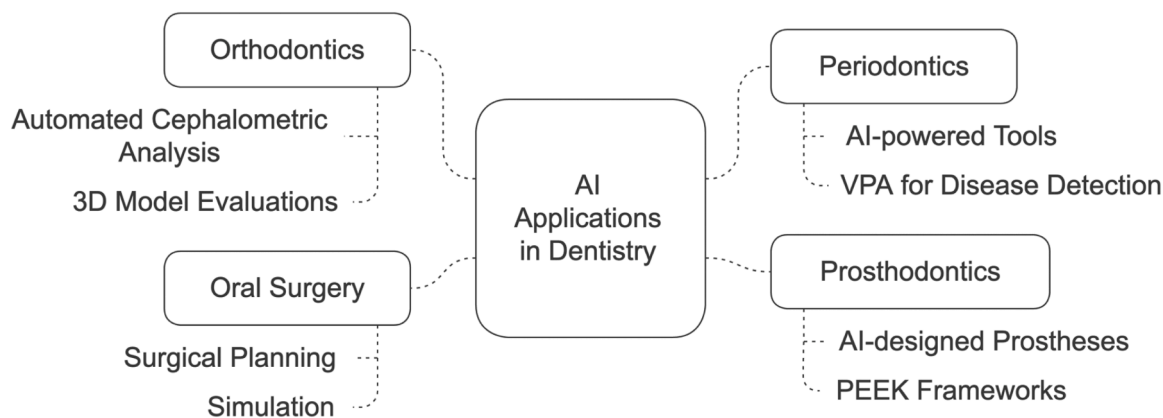 Orthodontics
Automated Cephalometric
Analysis
3D Model Evaluations
Oral Surgery
Surgical Planning
Simulation
AI
Applications
in Dentistry
Periodontics
AI-powered Tools
VPA for Disease Detection
Prosthodontics
AI-designed Prostheses
PEEK Frameworks